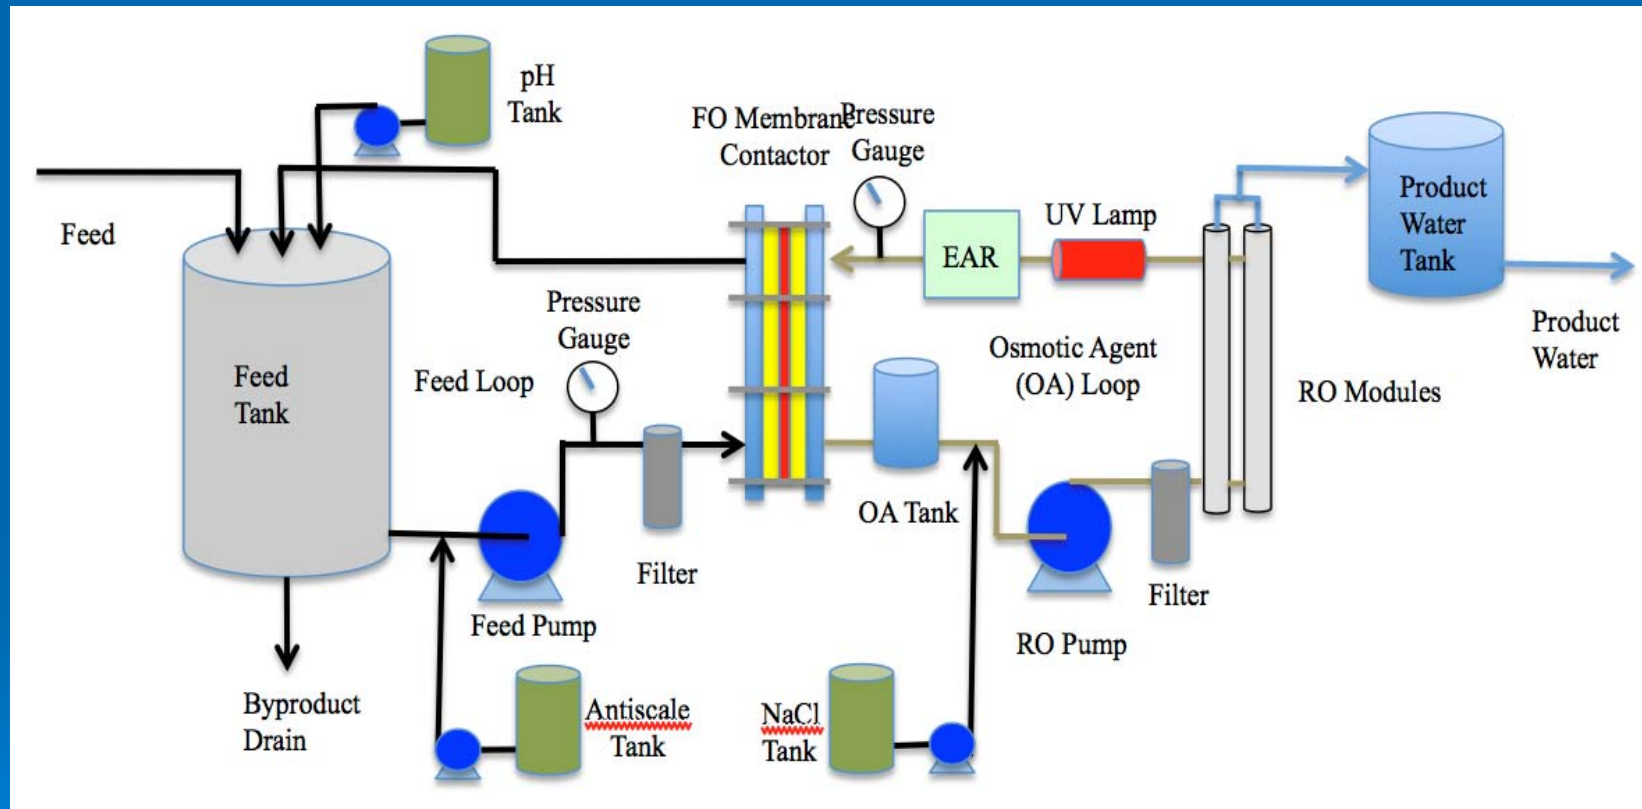 pH
Tank
FO Membrane
Contactor
Pressure
Gauge
UV Lamp
EAR
Product
Water
Tank
Feed
Pressure
Gauge
Feed Loop
Feed
Tank
Osmotic Agent
(OA) Loop
RO Modules
Product
Water
OA Tank
Filter
Feed Pump
Filter
RO Pump
Byproduct
Drain
Antiscale
Tank
NaCl
Tank